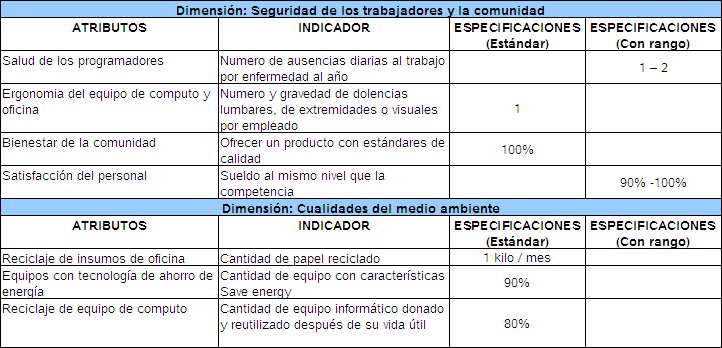 Dimensión: Seguridad de los trabajadores y la comunidad
ATRIBUTOS INDICADOR ESPECIFICACIONES (Estándar) ESPECIFICACIONES (Con rango)
Salud de los programadores
Numero de ausencias diarias al trabajo
por enfermedad al año
1 – 2
Ergonomia del equipo de computo y
oficina
Numero y gravedad de dolencias
lumbares, de extremidades o visuales
por empleado
1
Bienestar de la comunidad
Ofrecer un producto con estándares de
calidad
100%
Satisfacción del personal
Sueldo al mismo nivel que la
competencia
90% -100%
Dimensión: Cualidades del medio ambiente
ATRIBUTOS INDICADOR ESPECIFICACIONES (Estándar) ESPECIFICACIONES (Con rango)
Reciclaje de insumos de oficina
Cantidad de papel reciclado
1 kilo / mes
Equipos con tecnología de ahorro de
energía
Cantidad de equipo con características
Save energy
90%
Reciclaje de equipo de computo
Cantidad de equipo informático donado
y reutilizado después de su vida útil
80%